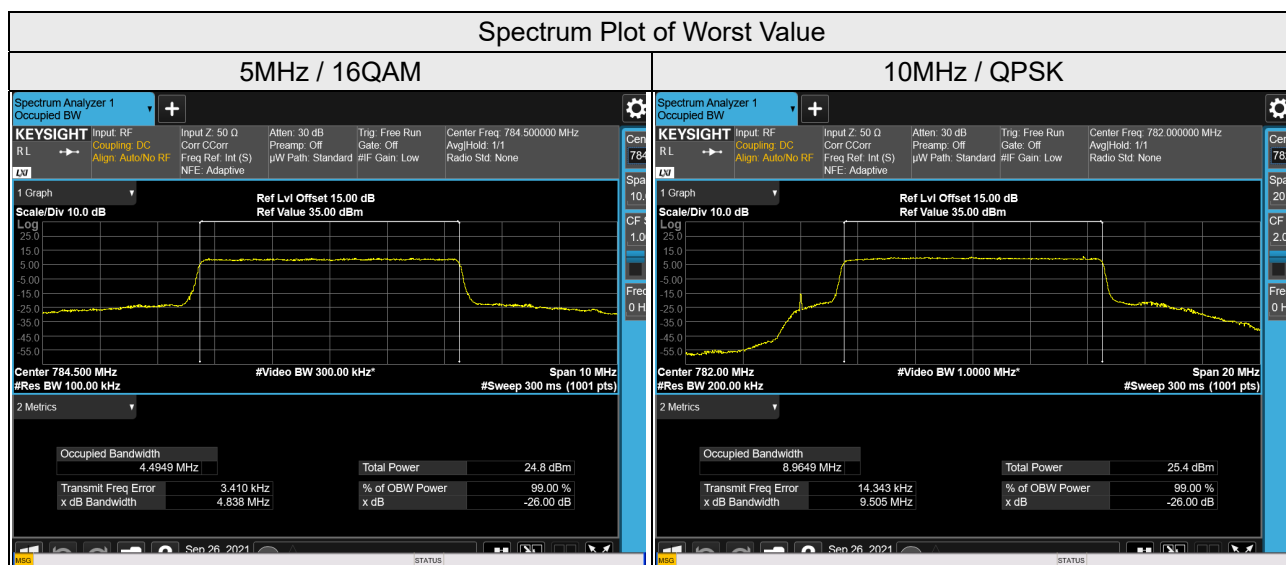 Spectrum Plot of Worst Value
5MHz / 16QAM
10MHz / QPSK
Spectrum Analyzer 1
Occupied BW
KEYSIGHT Input: RF Input Z: 50 Ω Atten: 30 dB Trig: Free Run Center Freq: 784.500000 MHz
R L Coupling: DC Corr CCorr Preamp: Off Gate: Off Avg|Hold: 1/1
Align: Auto/No RF Freq Ref: Int (S) µW Path: Standard #IF Gain: Low Radio Std: None
LXI NFE: Adaptive
1 Graph
Ref Lvl Offset 15.00 dB
Scale/Div 10.0 dB Ref Value 35.00 dBm
Log
25.0
15.0
5.00
-5.00
-15.0
-25.0
-35.0
-45.0
-55.0
Center 784.500 MHz #Video BW 300.00 kHz* Span 10 MHz
#Res BW 100.00 kHz #Sweep 300 ms (1001 pts)
2 Metrics
Occupied Bandwidth
4.4949 MHz Total Power 24.8 dBm
Transmit Freq Error 3.410 kHz % of OBW Power 99.00 %
x dB Bandwidth 4.838 MHz x dB -26.00 dB
Sep 26, 2021
MSG STATUS
Spectrum Analyzer 1
Occupied BW
KEYSIGHT Input: RF Input Z: 50 Ω Atten: 30 dB Trig: Free Run Center Freq: 782.000000 MHz
R L Coupling: DC Corr CCorr Preamp: Off Gate: Off Avg|Hold: 1/1
Align: Auto/No RF Freq Ref: Int (S) µW Path: Standard #IF Gain: Low Radio Std: None
LXI NFE: Adaptive
1 Graph
Ref Lvl Offset 15.00 dB
Scale/Div 10.0 dB Ref Value 35.00 dBm
Log
25.0
15.0
5.00
-5.00
-15.0
-25.0
-35.0
-45.0
-55.0
Center 782.00 MHz #Video BW 1.0000 MHz* Span 20 MHz
#Res BW 200.00 kHz #Sweep 300 ms (1001 pts)
2 Metrics
Occupied Bandwidth
8.9649 MHz Total Power 25.4 dBm
Transmit Freq Error 14.343 kHz % of OBW Power 99.00 %
x dB Bandwidth 9.505 MHz x dB -26.00 dB
Sep 26, 2021
MSG STATUS